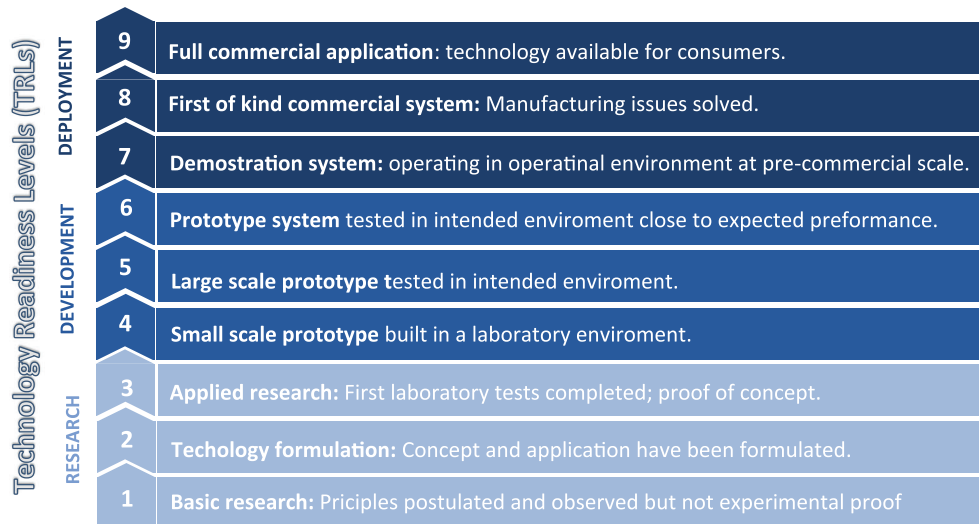 Technology Readiness Levels (TRLs)
DEPLOYMENT
9 Full commercial application: technology available for consumers.
8 First of kind commercial system: Manufacturing issues solved.
7 Demostration system: operating in operatinal environment at pre-commercial scale.
DEVELOPMENT
6 Prototype system tested in intended enviroment close to expected preformance.
5 Large scale prototype tested in intended enviroment.
4 Small scale prototype built in a laboratory enviroment.
RESEARCH
3 Applied research: First laboratory tests completed; proof of concept.
2 Techology formulation: Concept and application have been formulated.
1 Basic research: Priciples postulated and observed but not experimental proof